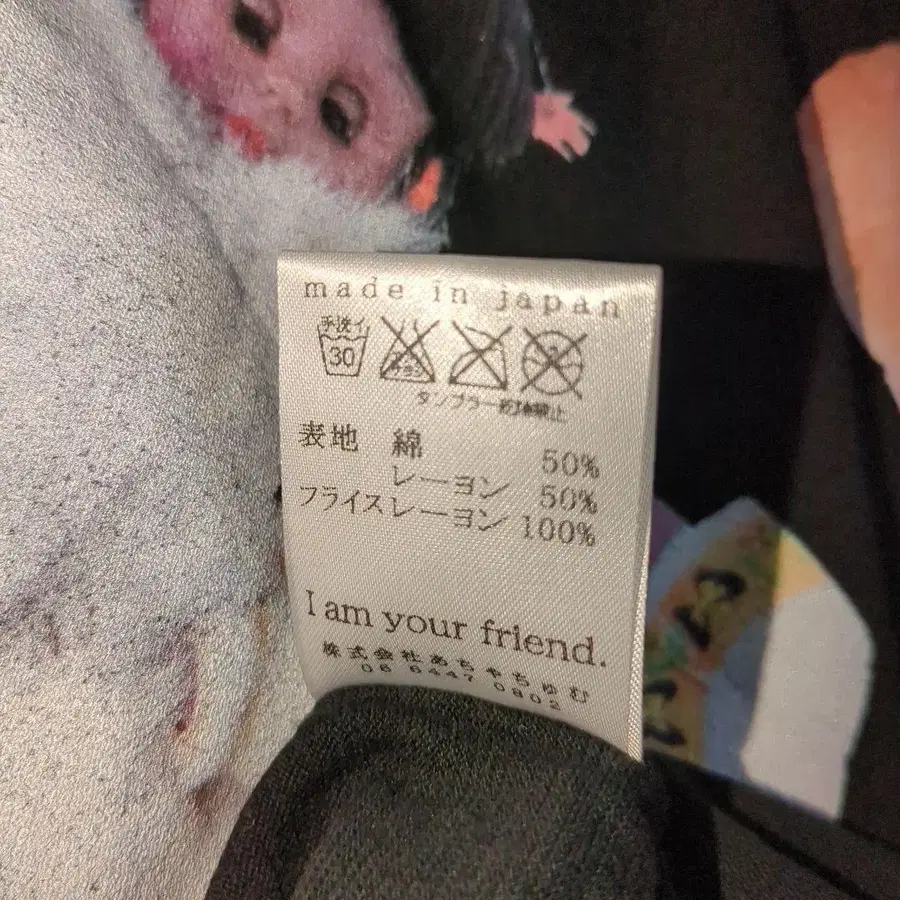 made in japan
手洗イ
30
タンブラー乾燥禁止
表地 綿 50%
レーヨン 50%
フライスレーヨン 100%
I am your friend.
株式会社あちゃちゅむ
06 6447 0802